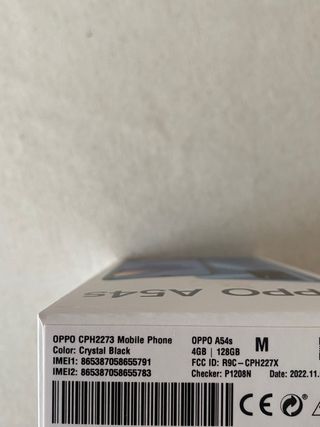 OPPO A54s
OPPO CPH2273 Mobile Phone OPPO A54s M
Color: Crystal Black 4GB | 128GB
IMEI1: 865387058655791 FCC ID: R9C-CPH227X
IMEI2: 865387058655783 Checker: P1208N Date: 2022.11.
CE